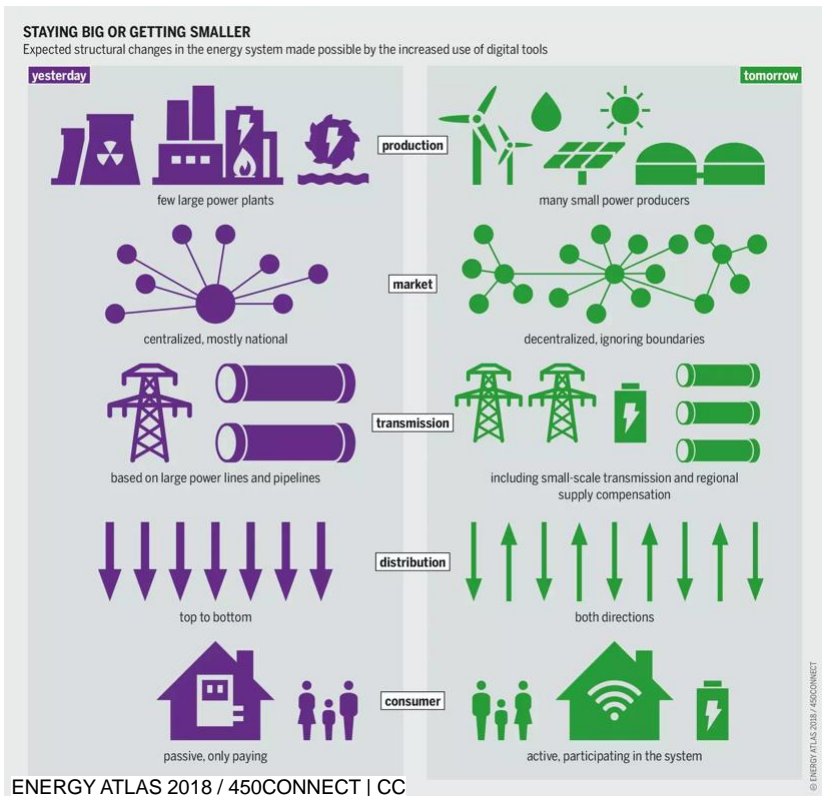 STAYING BIG OR GETTING SMALLER
Expected structural changes in the energy system made possible by the increased use of digital tools
yesterday
tomorrow
production
few large power plants
many small power producers
market
centralized, mostly national
decentralized, ignoring boundaries
transmission
based on large power lines and pipelines
including small-scale transmission and regional
supply compensation
distribution
top to bottom
both directions
consumer
passive, only paying
active, participating in the system
© ENERGY ATLAS 2018 / 450CONNECT
ENERGY ATLAS 2018 / 450CONNECT | CC